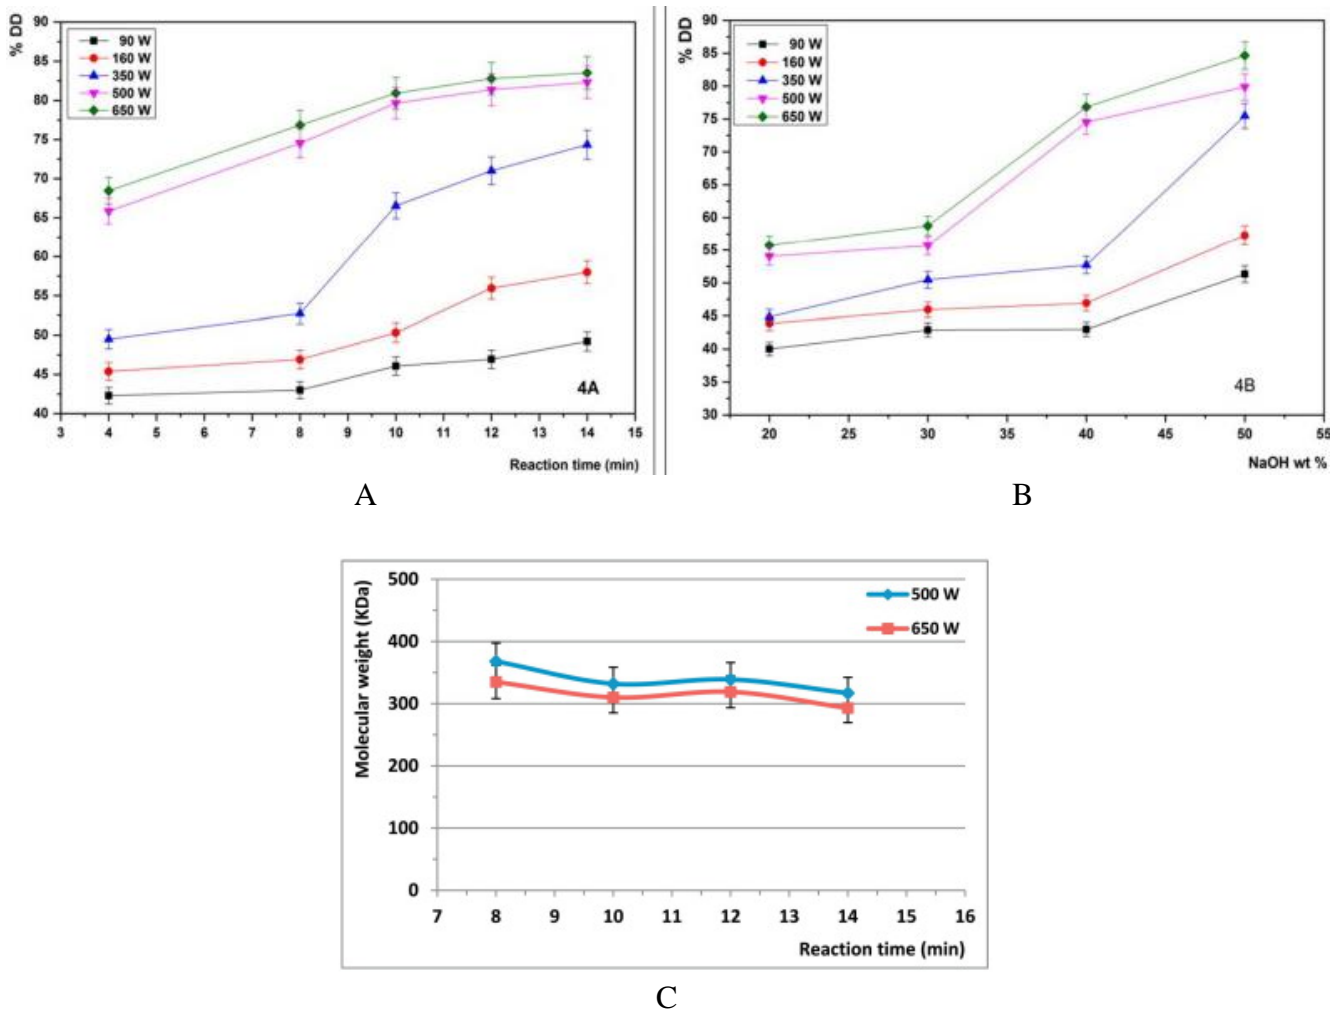 % DD
90
85
80
75
70
65
60
55
50
45
40
90 W
160 W
350 W
500 W
650 W
4A
3 4 5 6 7 8 9 10 11 12 13 14 15
Reaction time (min)
A
% DD
90
85
80
75
70
65
60
55
50
45
40
35
30
90 W
160 W
350 W
500 W
650 W
4B
20 25 30 35 40 45 50 55
NaOH wt %
B
Molecular weight (KDa)
500
400
300
200
100
0
500 W
650 W
7 8 9 10 11 12 13 14 15 16
Reaction time (min)
C